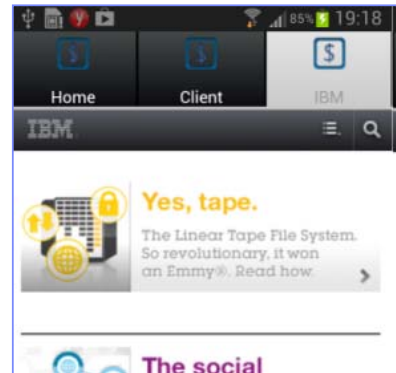 85% 19:18
Home Client IBM
IBM
Yes, tape.
The Linear Tape File System.
So revolutionary, it won
an Emmy®. Read how.
The social